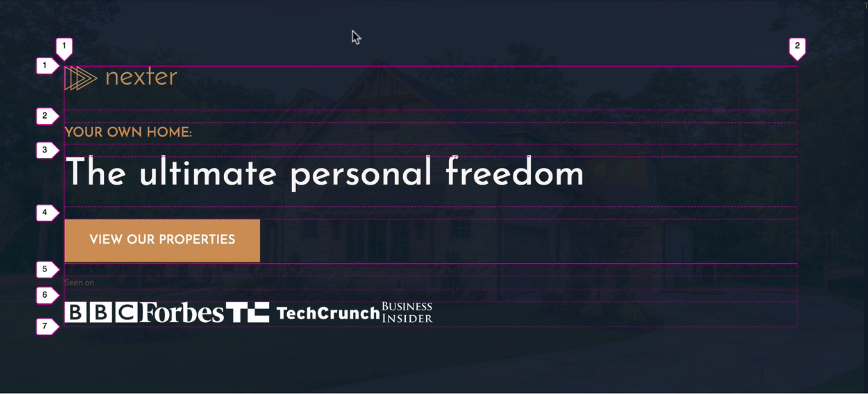 1
2
1
nexter
2
YOUR OWN HOME:
3
The ultimate personal freedom
4
VIEW OUR PROPERTIES
5
Seen on
6
BBC Forbes TC TechCrunch BUSINESS INSIDER
7